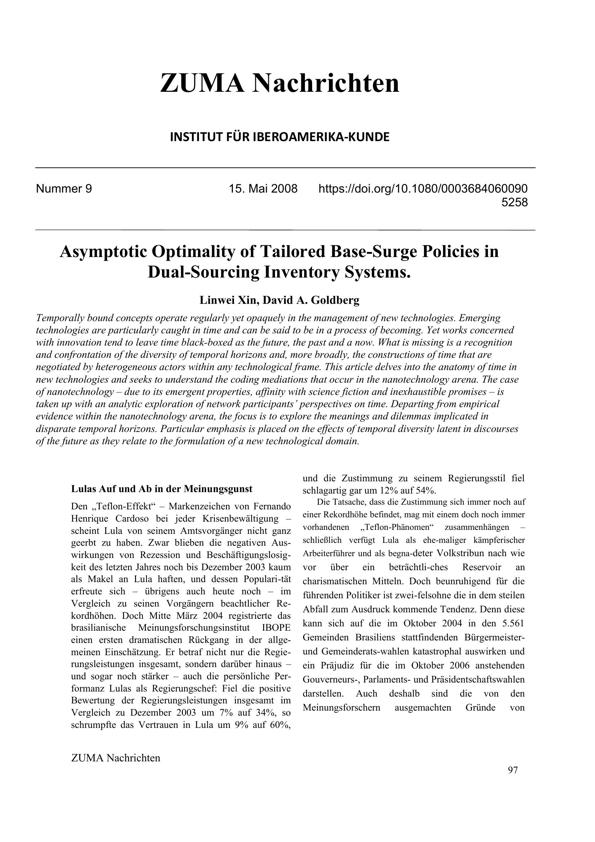 ZUMA Nachrichten
INSTITUT FÜR IBEROAMERIKA-KUNDE
Nummer 9 15. Mai 2008 https://doi.org/10.1080/0003684060090
5258
Asymptotic Optimality of Tailored Base-Surge Policies in
Dual-Sourcing Inventory Systems.
Linwei Xin, David A. Goldberg
Temporally bound concepts operate regularly yet opaquely in the management of new technologies. Emerging
technologies are particularly caught in time and can be said to be in a process of becoming. Yet works concerned
with innovation tend to leave time black-boxed as the future, the past and a now. What is missing is a recognition
and confrontation of the diversity of temporal horizons and, more broadly, the constructions of time that are
negotiated by heterogeneous actors within any technological frame. This article delves into the anatomy of time in
new technologies and seeks to understand the coding mediations that occur in the nanotechnology arena. The case
of nanotechnology – due to its emergent properties, affinity with science fiction and inexhaustible promises – is
taken up with an analytic exploration of network participants´ perspectives on time. Departing from empirical
evidence within the nanotechnology arena, the focus is to explore the meanings and dilemmas implicated in
disparate temporal horizons. Particular emphasis is placed on the effects of temporal diversity latent in discourses
of the future as they relate to the formulation of a new technological domain.
Lulas Auf und Ab in der Meinungsgunst
Den „Teflon-Effekt“ – Markenzeichen von Fernando
Henrique Cardoso bei jeder Krisenbewältigung –
scheint Lula von seinem Amtsvorgänger nicht ganz
geerbt zu haben. Zwar blieben die negativen Aus-
wirkungen von Rezession und Beschäftigungslosig-
keit des letzten Jahres noch bis Dezember 2003 kaum
als Makel an Lula haften, und dessen Populari-tät
erfreute sich – übrigens auch heute noch – im
Vergleich zu seinen Vorgängern beachtlicher Re-
kordhöhen. Doch Mitte März 2004 registrierte das
brasilianische Meinungsforschungsinstitut IBOPE
einen ersten dramatischen Rückgang in der allge-
meinen Einschätzung. Er betraf nicht nur die Regie-
rungsleistungen insgesamt, sondern darüber hinaus –
und sogar noch stärker – auch die persönliche Per-
formanz Lulas als Regierungschef: Fiel die positive
Bewertung der Regierungsleistungen insgesamt im
Vergleich zu Dezember 2003 um 7% auf 34%, so
schrumpfte das Vertrauen in Lula um 9% auf 60%,
und die Zustimmung zu seinem Regierungsstil fiel
schlagartig gar um 12% auf 54%.
Die Tatsache, dass die Zustimmung sich immer noch auf
einer Rekordhöhe befindet, mag mit einem doch noch immer
vorhandenen „Teflon-Phänomen“ zusammenhängen –
schließlich verfügt Lula als ehe-maliger kämpferischer
Arbeiterführer und als begna-deter Volkstribun nach wie
vor über ein beträchtli-ches Reservoir an
charismatischen Mitteln. Doch beunruhigend für die
führenden Politiker ist zwei-felsohne die in dem steilen
Abfall zum Ausdruck kommende Tendenz. Denn diese
kann sich auf die im Oktober 2004 in den 5.561
Gemeinden Brasiliens stattfindenden Bürgermeister-
und Gemeinderats-wahlen katastrophal auswirken und
ein Präjudiz für die im Oktober 2006 anstehenden
Gouverneurs-, Parlaments- und Präsidentschaftswahlen
darstellen. Auch deshalb sind die von den
Meinungsforschern ausgemachten Gründe von
ZUMA Nachrichten
97